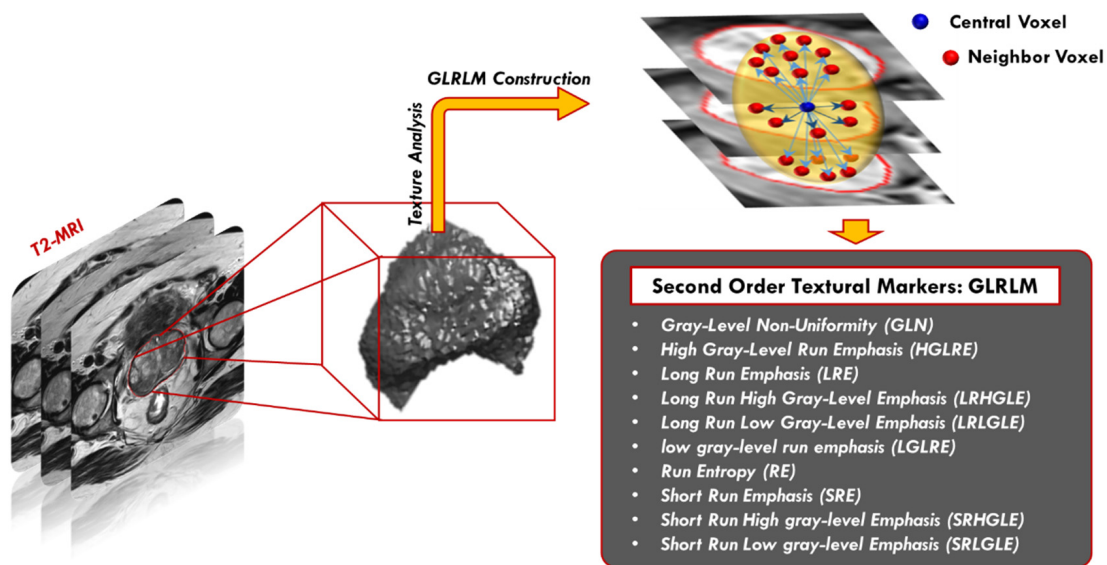 Central Voxel
Neighbor Voxel
GLRLM Construction
Texture Analysis
T2-MRI
Second Order Textural Markers: GLRLM
• Gray-Level Non-Uniformity (GLN)
• High Gray-Level Run Emphasis (HGLRE)
• Long Run Emphasis (LRE)
• Long Run High Gray-Level Emphasis (LRHGLE)
• Long Run Low Gray-Level Emphasis (LRLGLE)
• low gray-level run emphasis (LGLRE)
• Run Entropy (RE)
• Short Run Emphasis (SRE)
• Short Run High gray-level Emphasis (SRHGLE)
• Short Run Low gray-level Emphasis (SRLGLE)